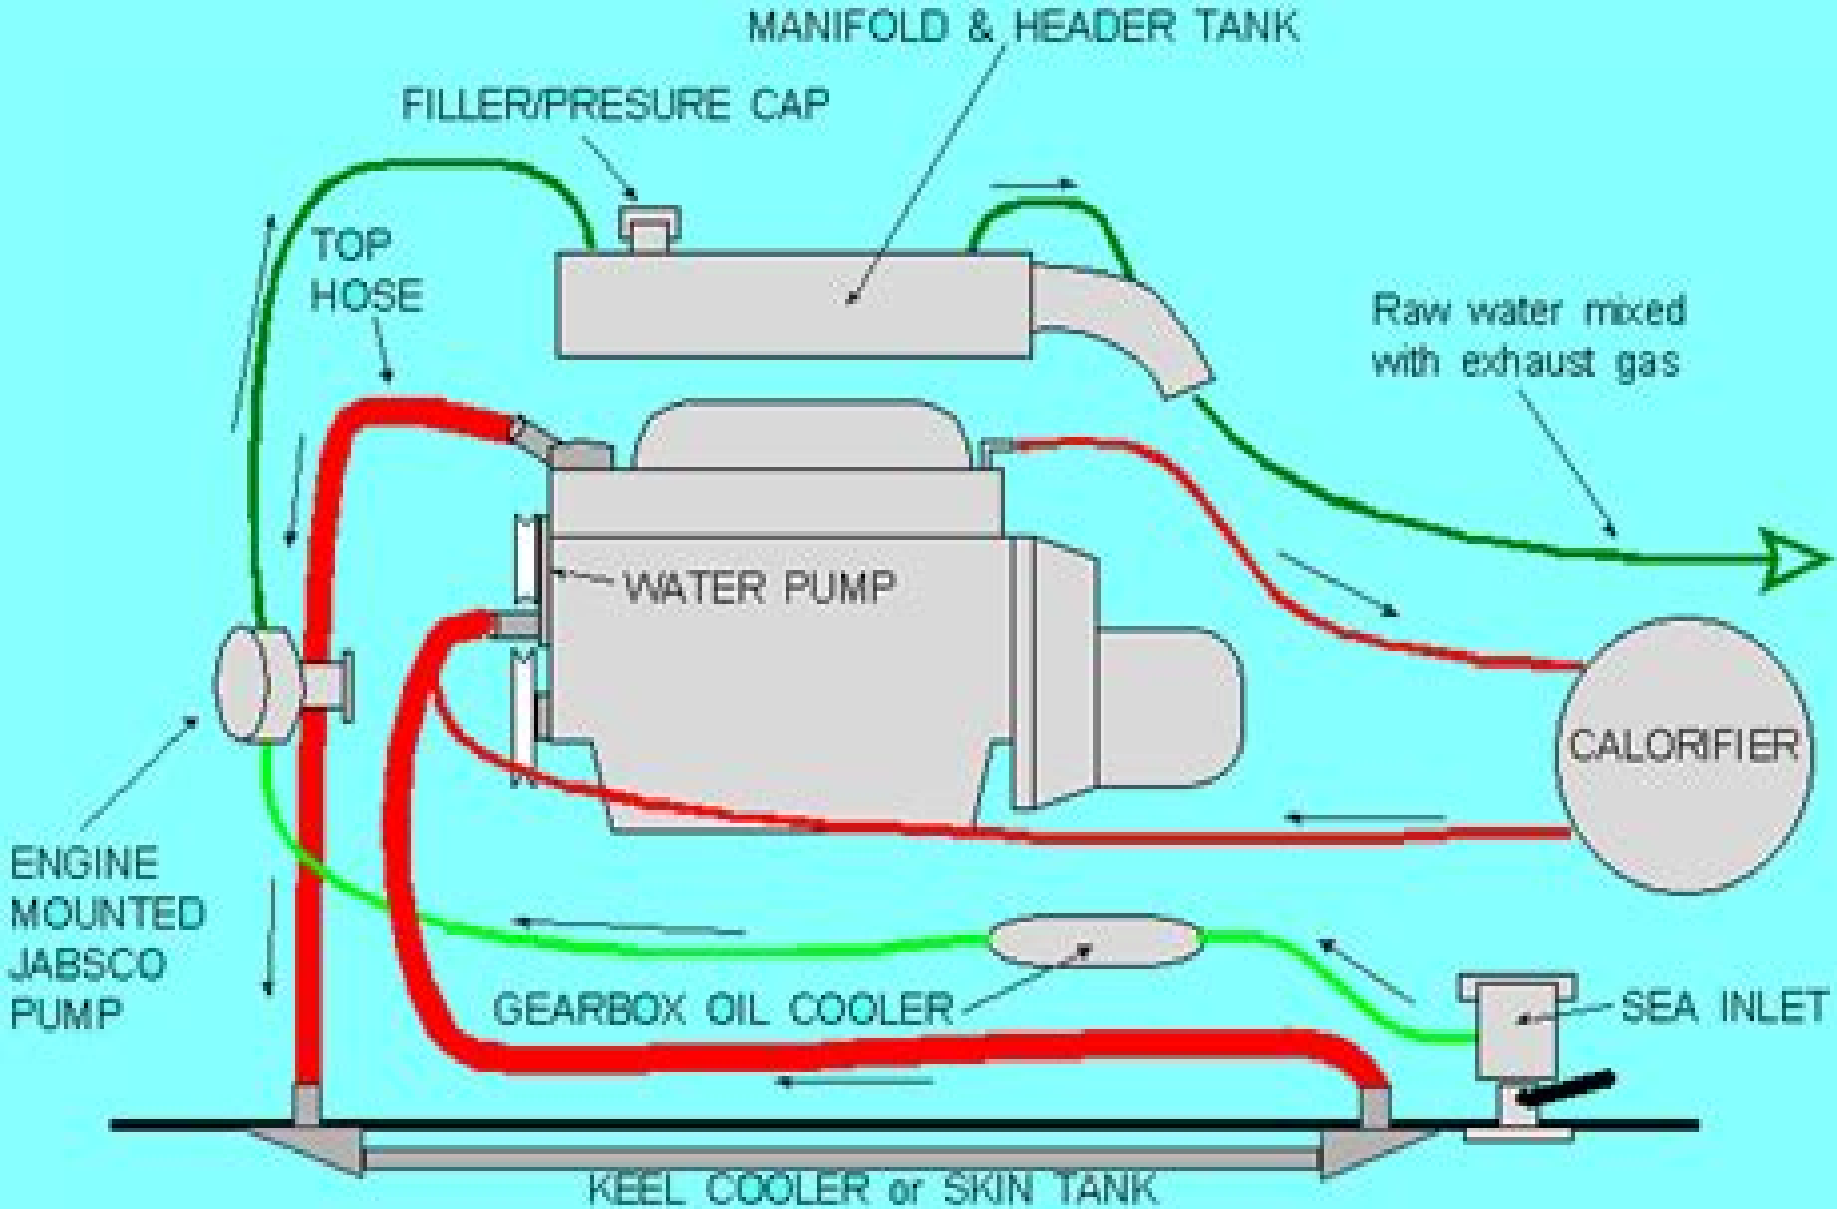 MANIFOLD & HEADER TANK
FILLER/PRESURE CAP
TOP
HOSE
Raw water mixed
with exhaust gas
WATER PUMP
CALORIFIER
ENGINE
MOUNTED
JABSCO
PUMP
GEARBOX OIL COOLER
SEA INLET
KEEL COOLER or SKIN TANK